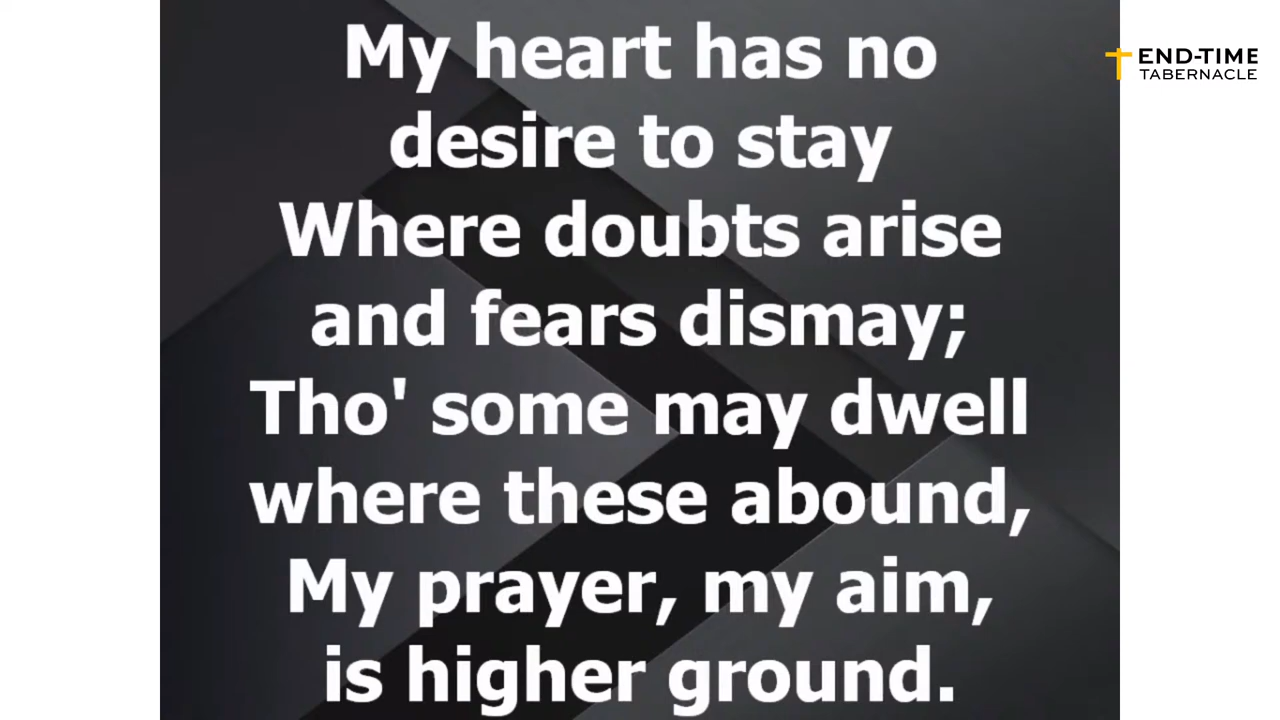 My heart has no
desire to stay
Where doubts arise
and fears dismay;
Tho' some may dwell
where these abound,
My prayer, my aim,
is higher ground.
END-TIME
TABERNACLE